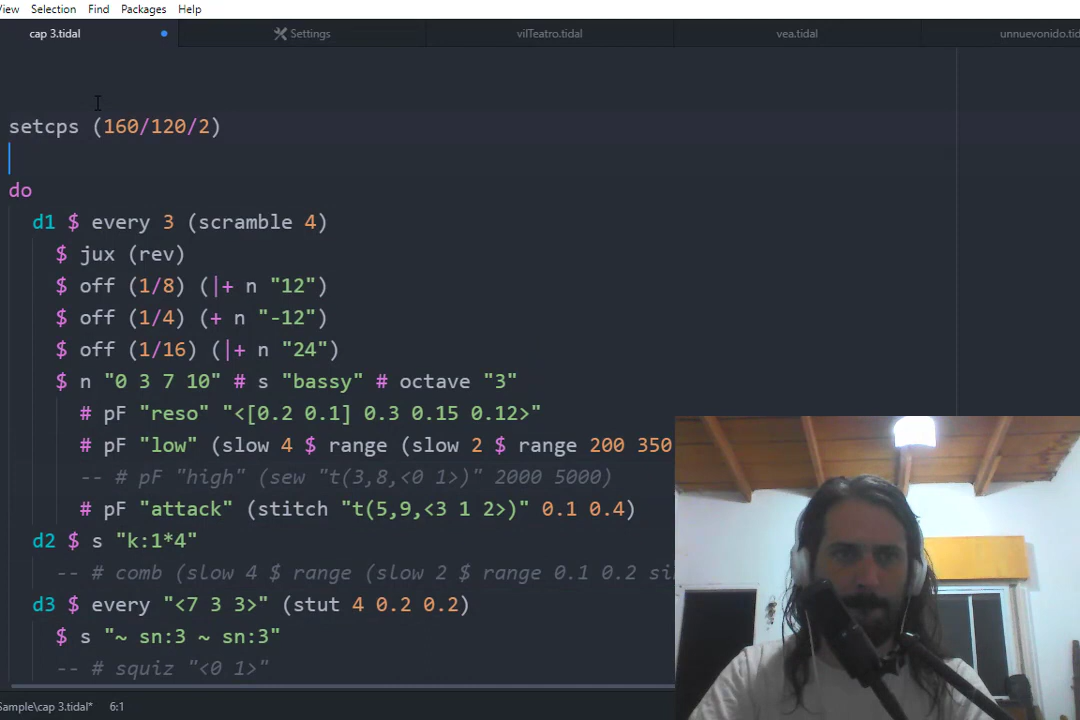 View Selection Find Packages Help
cap 3.tidal Settings vilTeatro.tidal vea.tidal unnuevonido.tid
setcps (160/120/2)
do
d1 $ every 3 (scramble 4)
$ jux (rev)
$ off (1/8) (|+ n "12")
$ off (1/4) (+ n "-12")
$ off (1/16) (|+ n "24")
$ n "0 3 7 10" # s "bassy" # octave "3"
# pF "reso" "<[0.2 0.1] 0.3 0.15 0.12>"
# pF "low" (slow 4 $ range (slow 2 $ range 200 350
-- # pF "high" (sew "t(3,8,<0 1>)" 2000 5000)
# pF "attack" (stitch "t(5,9,<3 1 2>)" 0.1 0.4)
d2 $ s "k:1*4"
-- # comb (slow 4 $ range (slow 2 $ range 0.1 0.2 si
d3 $ every "<7 3 3>" (stut 4 0.2 0.2)
$ s "~ sn:3 ~ sn:3"
-- # squiz "<0 1>"
Sample\cap 3.tidal* 6:1